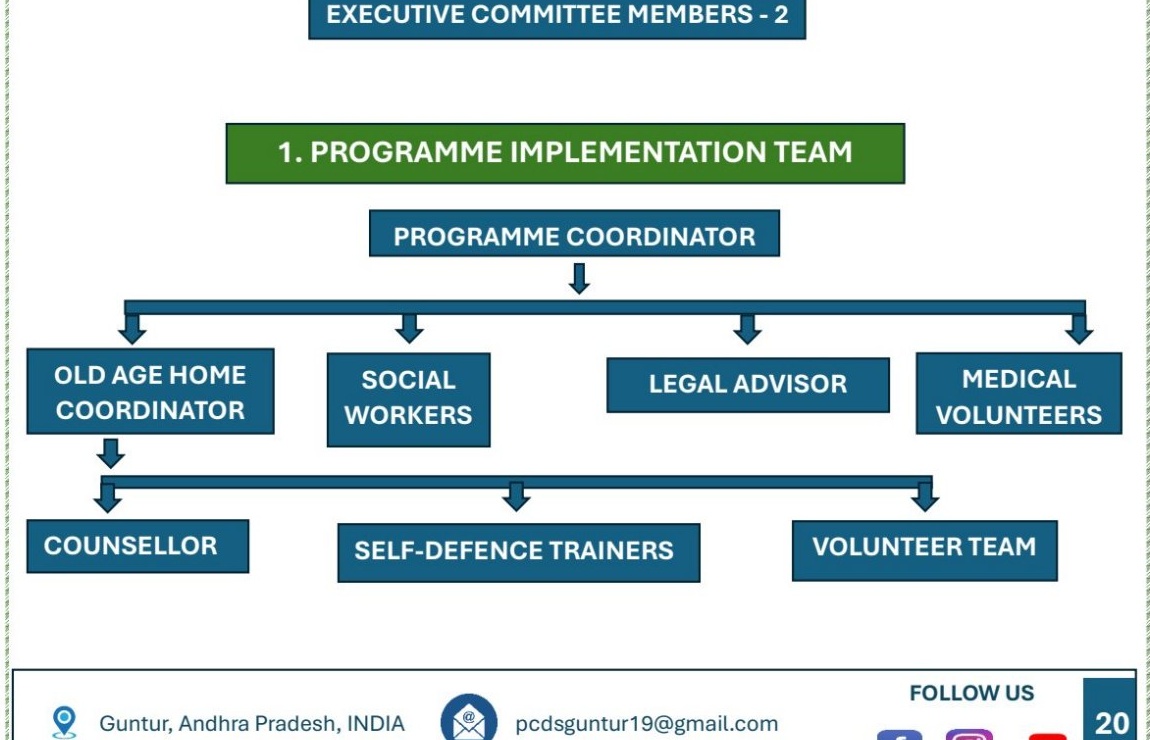 EXECUTIVE COMMITTEE MEMBERS - 2
1. PROGRAMME IMPLEMENTATION TEAM
PROGRAMME COORDINATOR
OLD AGE HOME
COORDINATOR
SOCIAL
WORKERS
LEGAL ADVISOR
MEDICAL
VOLUNTEERS
COUNSELLOR
SELF-DEFENCE TRAINERS
VOLUNTEER TEAM
FOLLOW US
Guntur, Andhra Pradesh, INDIA
pcdsguntur19@gmail.com
20